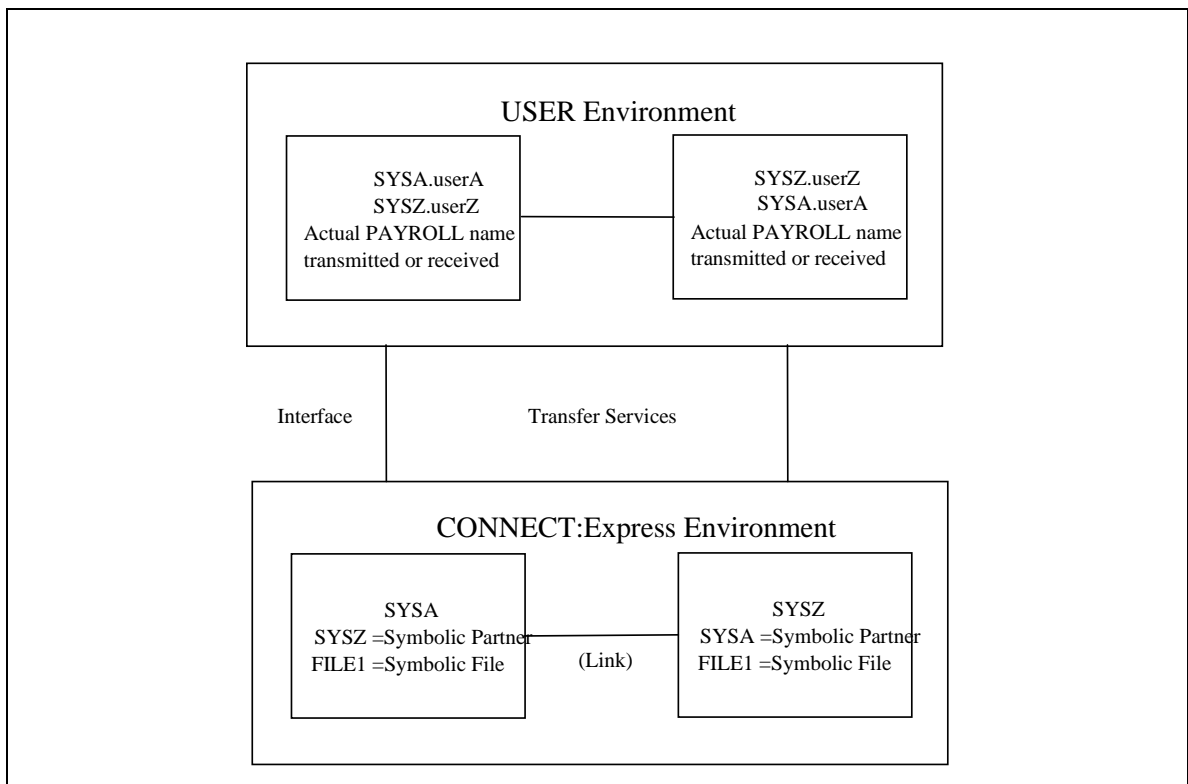 USER Environment
SYSA.userA
SYSZ.userZ
Actual PAYROLL name
transmitted or received
SYSZ.userZ
SYSA.userA
Actual PAYROLL name
transmitted or received
Interface
Transfer Services
CONNECT:Express Environment
SYSA
SYSZ =Symbolic Partner
FILE1 =Symbolic File
(Link)
SYSZ
SYSA =Symbolic Partner
FILE1 =Symbolic File